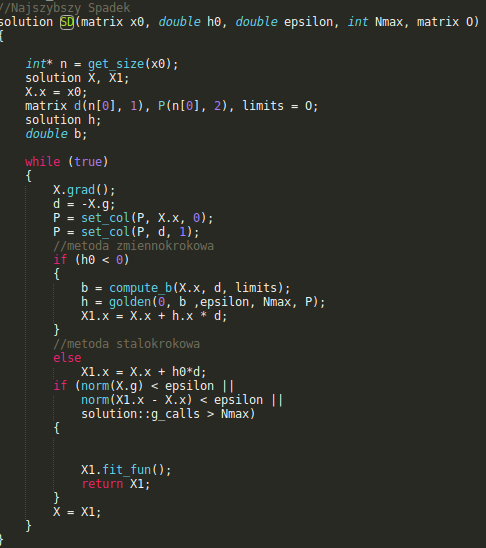 //Najszybszy Spadek
solution SD(matrix x0, double h0, double epsilon, int Nmax, matrix O)
{
int* n = get_size(x0);
solution X, X1;
X.x = x0;
matrix d(n[0], 1), P(n[0], 2), limits = O;
solution h;
double b;
while (true)
{
X.grad();
d = -X.g;
P = set_col(P, X.x, 0);
P = set_col(P, d, 1);
//metoda zmiennokrokowa
if (h0 < 0)
{
b = compute_b(X.x, d, limits);
h = golden(0, b ,epsilon, Nmax, P);
X1.x = X.x + h.x * d;
}
//metoda stalokrokowa
else
X1.x = X.x + h0*d;
if (norm(X.g) < epsilon ||
norm(X1.x - X.x) < epsilon ||
solution::g_calls > Nmax)
{
X1.fit_fun();
return X1;
}
X = X1;
}
}